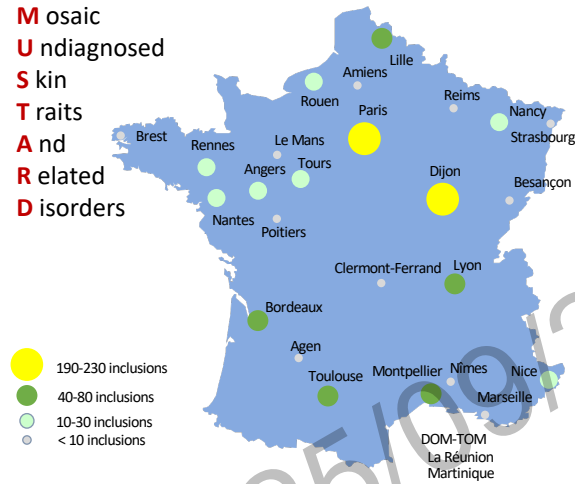 M osaic
U ndiagnosed
S kin
T raits
A nd
R elated
D isorders
Lille
Amiens
Rouen
Reims
Paris
Nancy
Strasbourg
Brest
Rennes
Le Mans
Angers
Tours
Dijon
Besançon
Nantes
Poitiers
Clermont-Ferrand
Lyon
Bordeaux
Agen
Toulouse
Montpellier
Nîmes
Nice
Marseille
190-230 inclusions
40-80 inclusions
10-30 inclusions
< 10 inclusions
DOM-TOM
La Réunion
Martinique